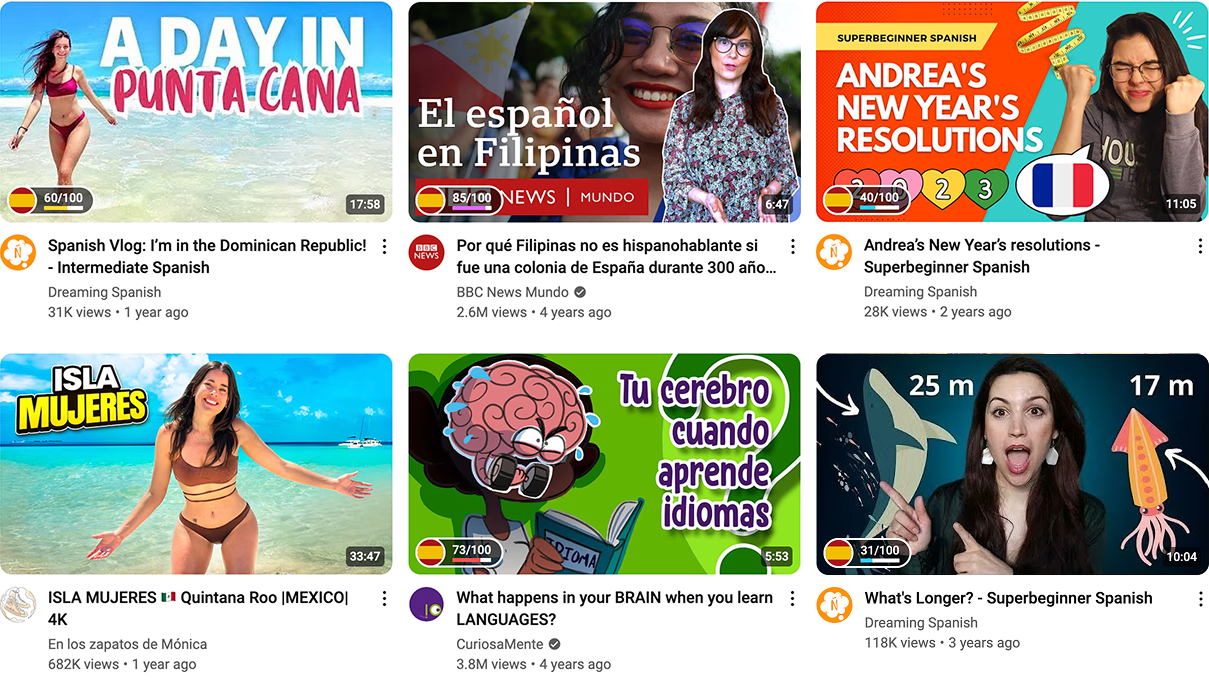 A DAY IN
PUNTA CANA
60/100
17:58
Spanish Vlog: I’m in the Dominican Republic!
- Intermediate Spanish
Dreaming Spanish
31K views • 1 year ago
El español
en Filipinas
NEWS | MUNDO
85/100
6:47
BBC
NEWS
Por qué Filipinas no es hispanohablante si
fue una colonia de España durante 300 año...
BBC News Mundo
2.6M views • 4 years ago
SUPERBEGINNER SPANISH
ANDREA'S
NEW YEAR'S
RESOLUTIONS
2 0 2 3
YOU
40/100
11:05
Ñ
Andrea’s New Year’s resolutions -
Superbeginner Spanish
Dreaming Spanish
28K views • 2 years ago
ISLA
MUJERES
33:47
ISLA MUJERES 🇲🇽 Quintana Roo |MEXICO|
4K
En los zapatos de Mónica
682K views • 1 year ago
Tu cerebro
cuando
aprende
idiomas
IDIOMA
73/100
5:53
What happens in your BRAIN when you learn
LANGUAGES?
CuriosaMente
3.8M views • 4 years ago
25 m
17 m
31/100
10:04
Ñ
What's Longer? - Superbeginner Spanish
Dreaming Spanish
118K views • 3 years ago